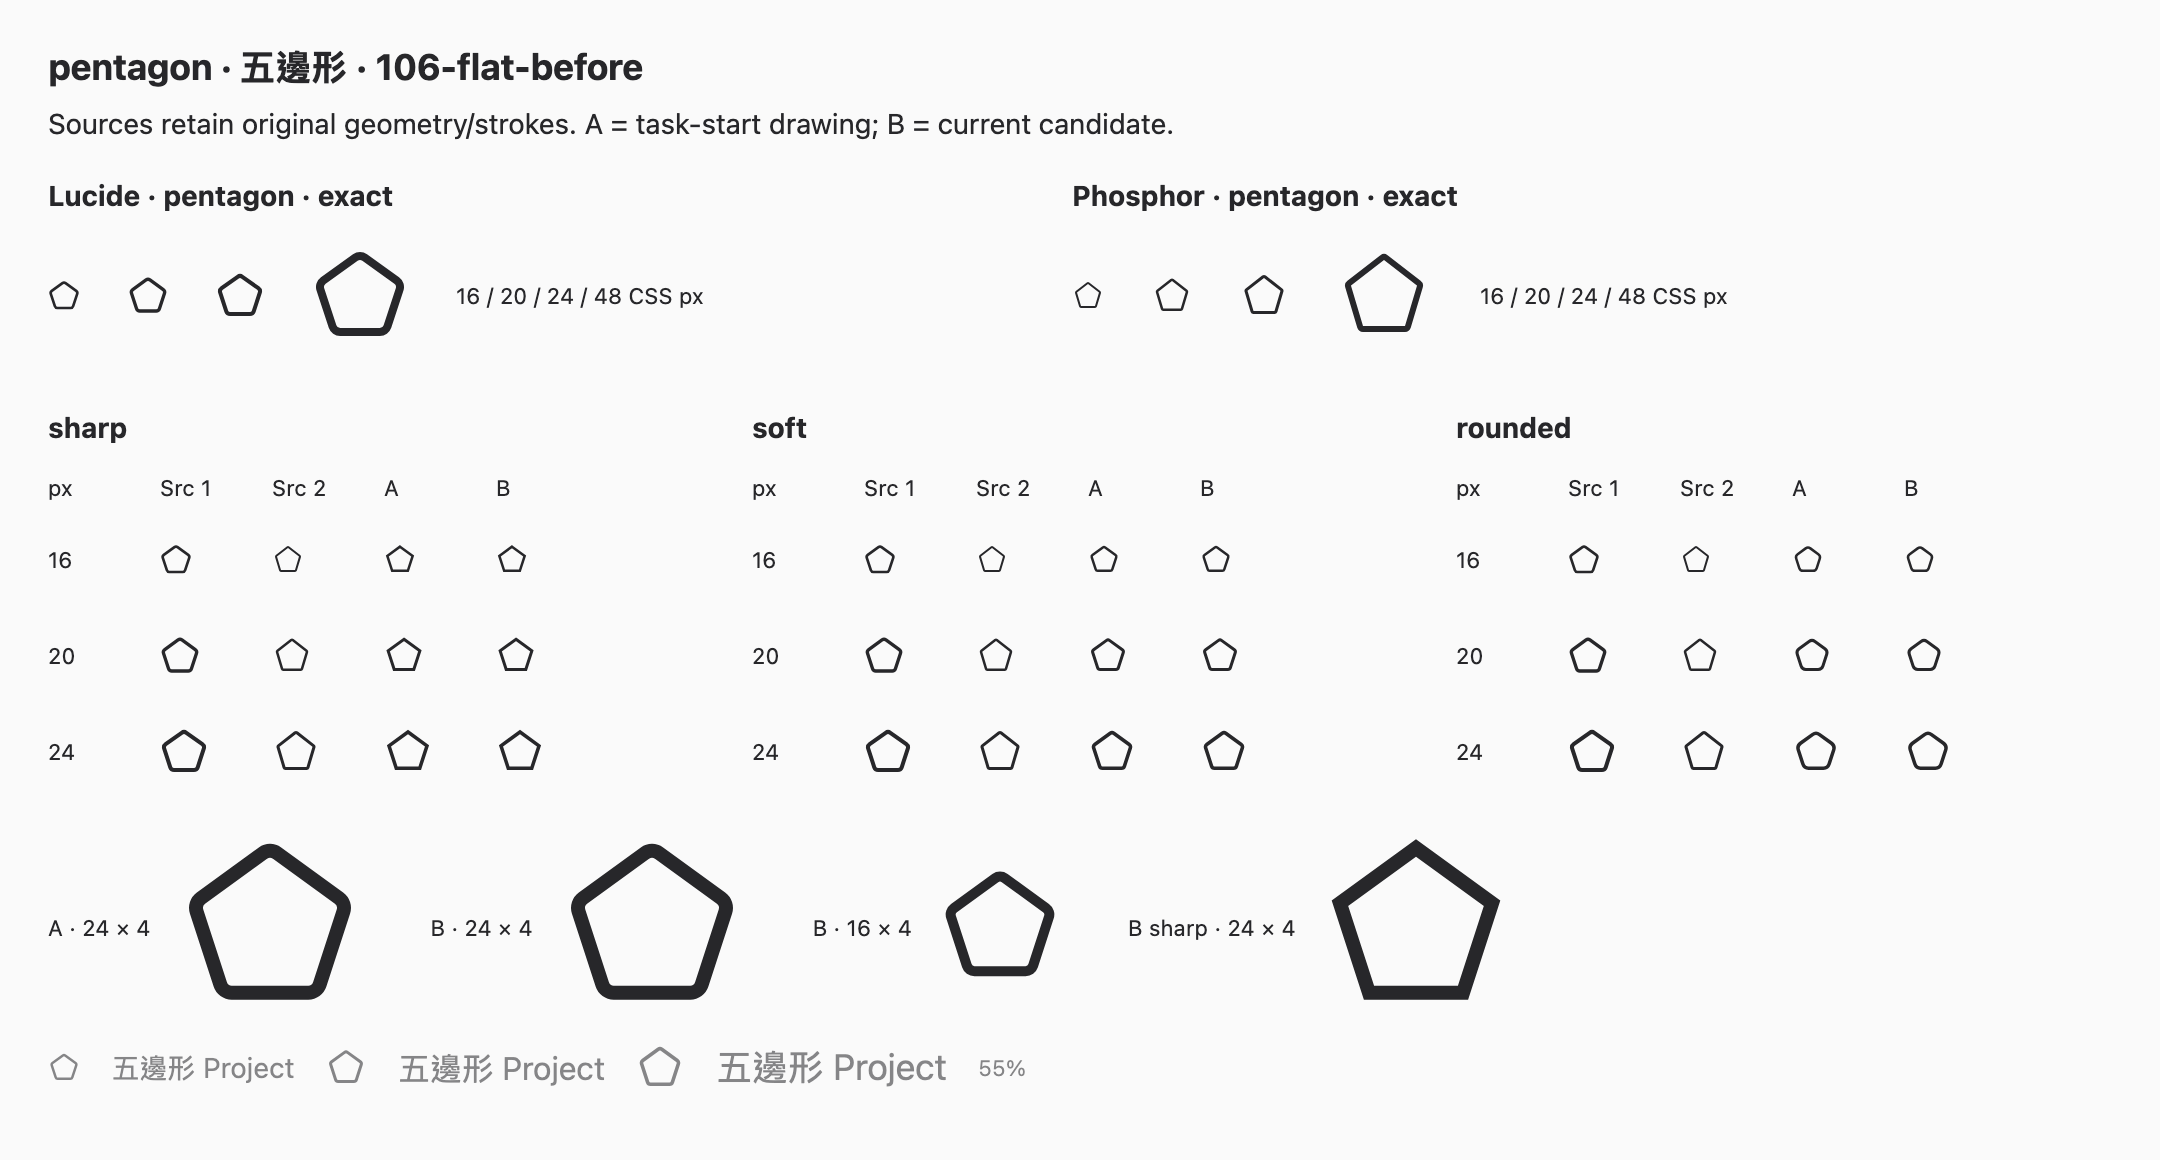 pentagon · 五邊形 · 106-flat-before
Sources retain original geometry/strokes. A = task-start drawing; B = current candidate.
Lucide · pentagon · exact
16 / 20 / 24 / 48 CSS px
Phosphor · pentagon · exact
16 / 20 / 24 / 48 CSS px
sharp
px Src 1 Src 2 A B
16
20
24
soft
px Src 1 Src 2 A B
16
20
24
rounded
px Src 1 Src 2 A B
16
20
24
A · 24 × 4
B · 24 × 4
B · 16 × 4
B sharp · 24 × 4
五邊形 Project 五邊形 Project 五邊形 Project 55%